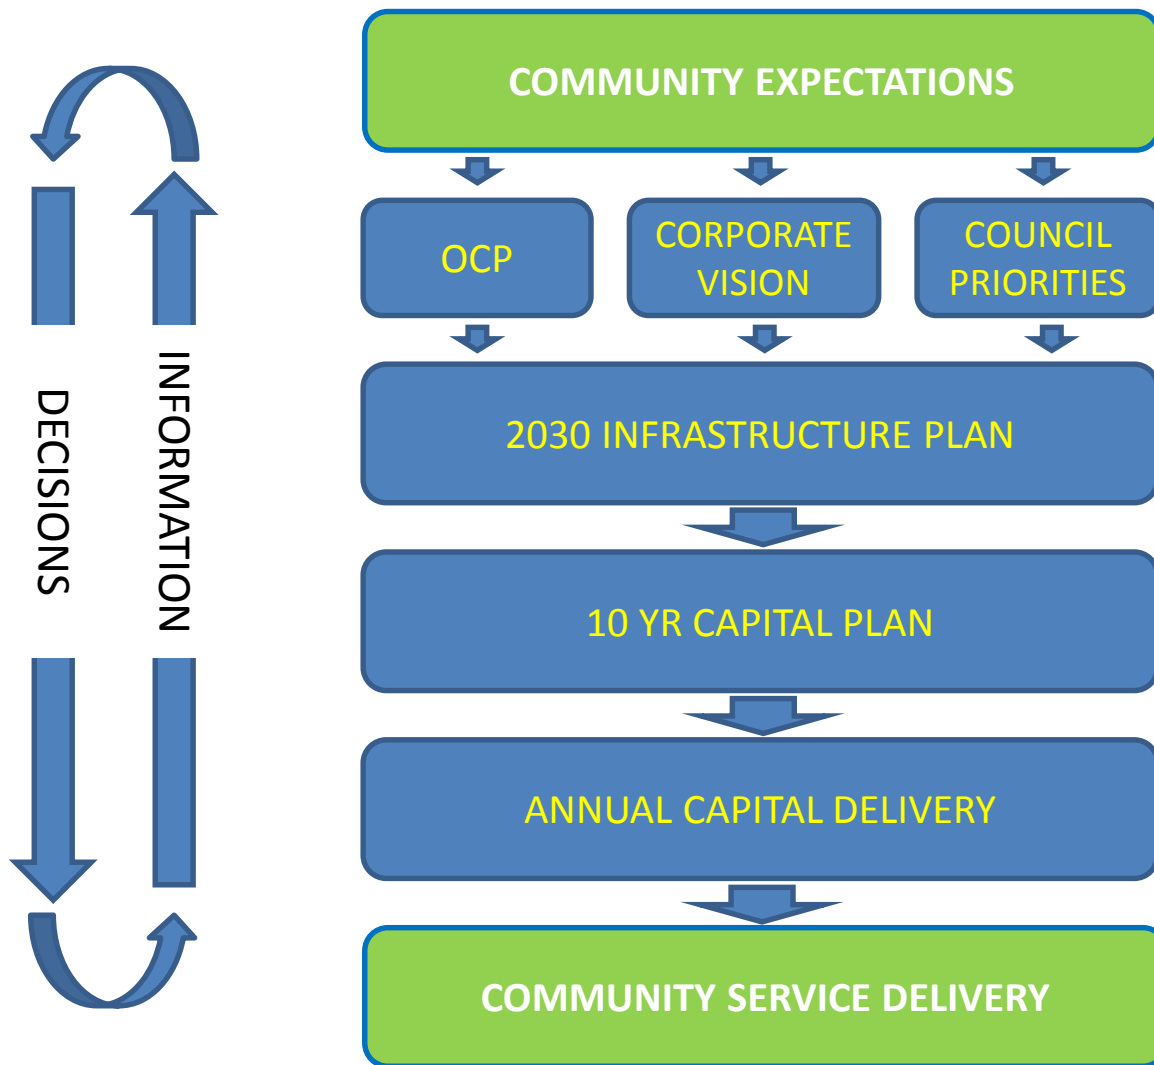 COMMUNITY EXPECTATIONS
OCP
CORPORATE
VISION
COUNCIL
PRIORITIES
2030 INFRASTRUCTURE PLAN
10 YR CAPITAL PLAN
ANNUAL CAPITAL DELIVERY
COMMUNITY SERVICE DELIVERY
DECISIONS
INFORMATION